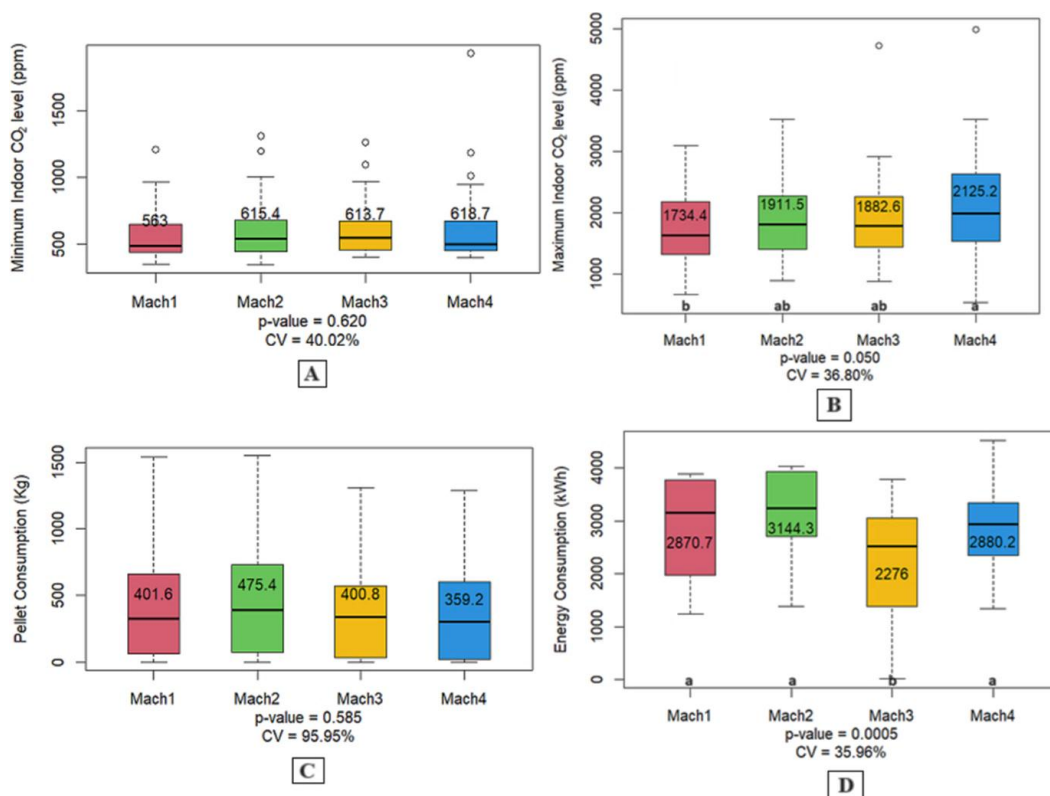 Minimum Indoor CO₂ level (ppm)
1500
1000
500
563
615.4
613.7
618.7
Mach1 Mach2 Mach3 Mach4
p-value = 0.620
CV = 40.02%
A
Maximum Indoor CO₂ level (ppm)
5000
4000
3000
2000
1000
1734.4
1911.5
1882.6
2125.2
b ab ab a
Mach1 Mach2 Mach3 Mach4
p-value = 0.050
CV = 36.80%
B
Pellet Consumption (Kg)
1500
1000
500
0
401.6
475.4
400.8
359.2
Mach1 Mach2 Mach3 Mach4
p-value = 0.585
CV = 95.95%
C
Energy Consumption (kWh)
4000
3000
2000
1000
0
2870.7
3144.3
2276
2880.2
a a b a
Mach1 Mach2 Mach3 Mach4
p-value = 0.0005
CV = 35.96%
D